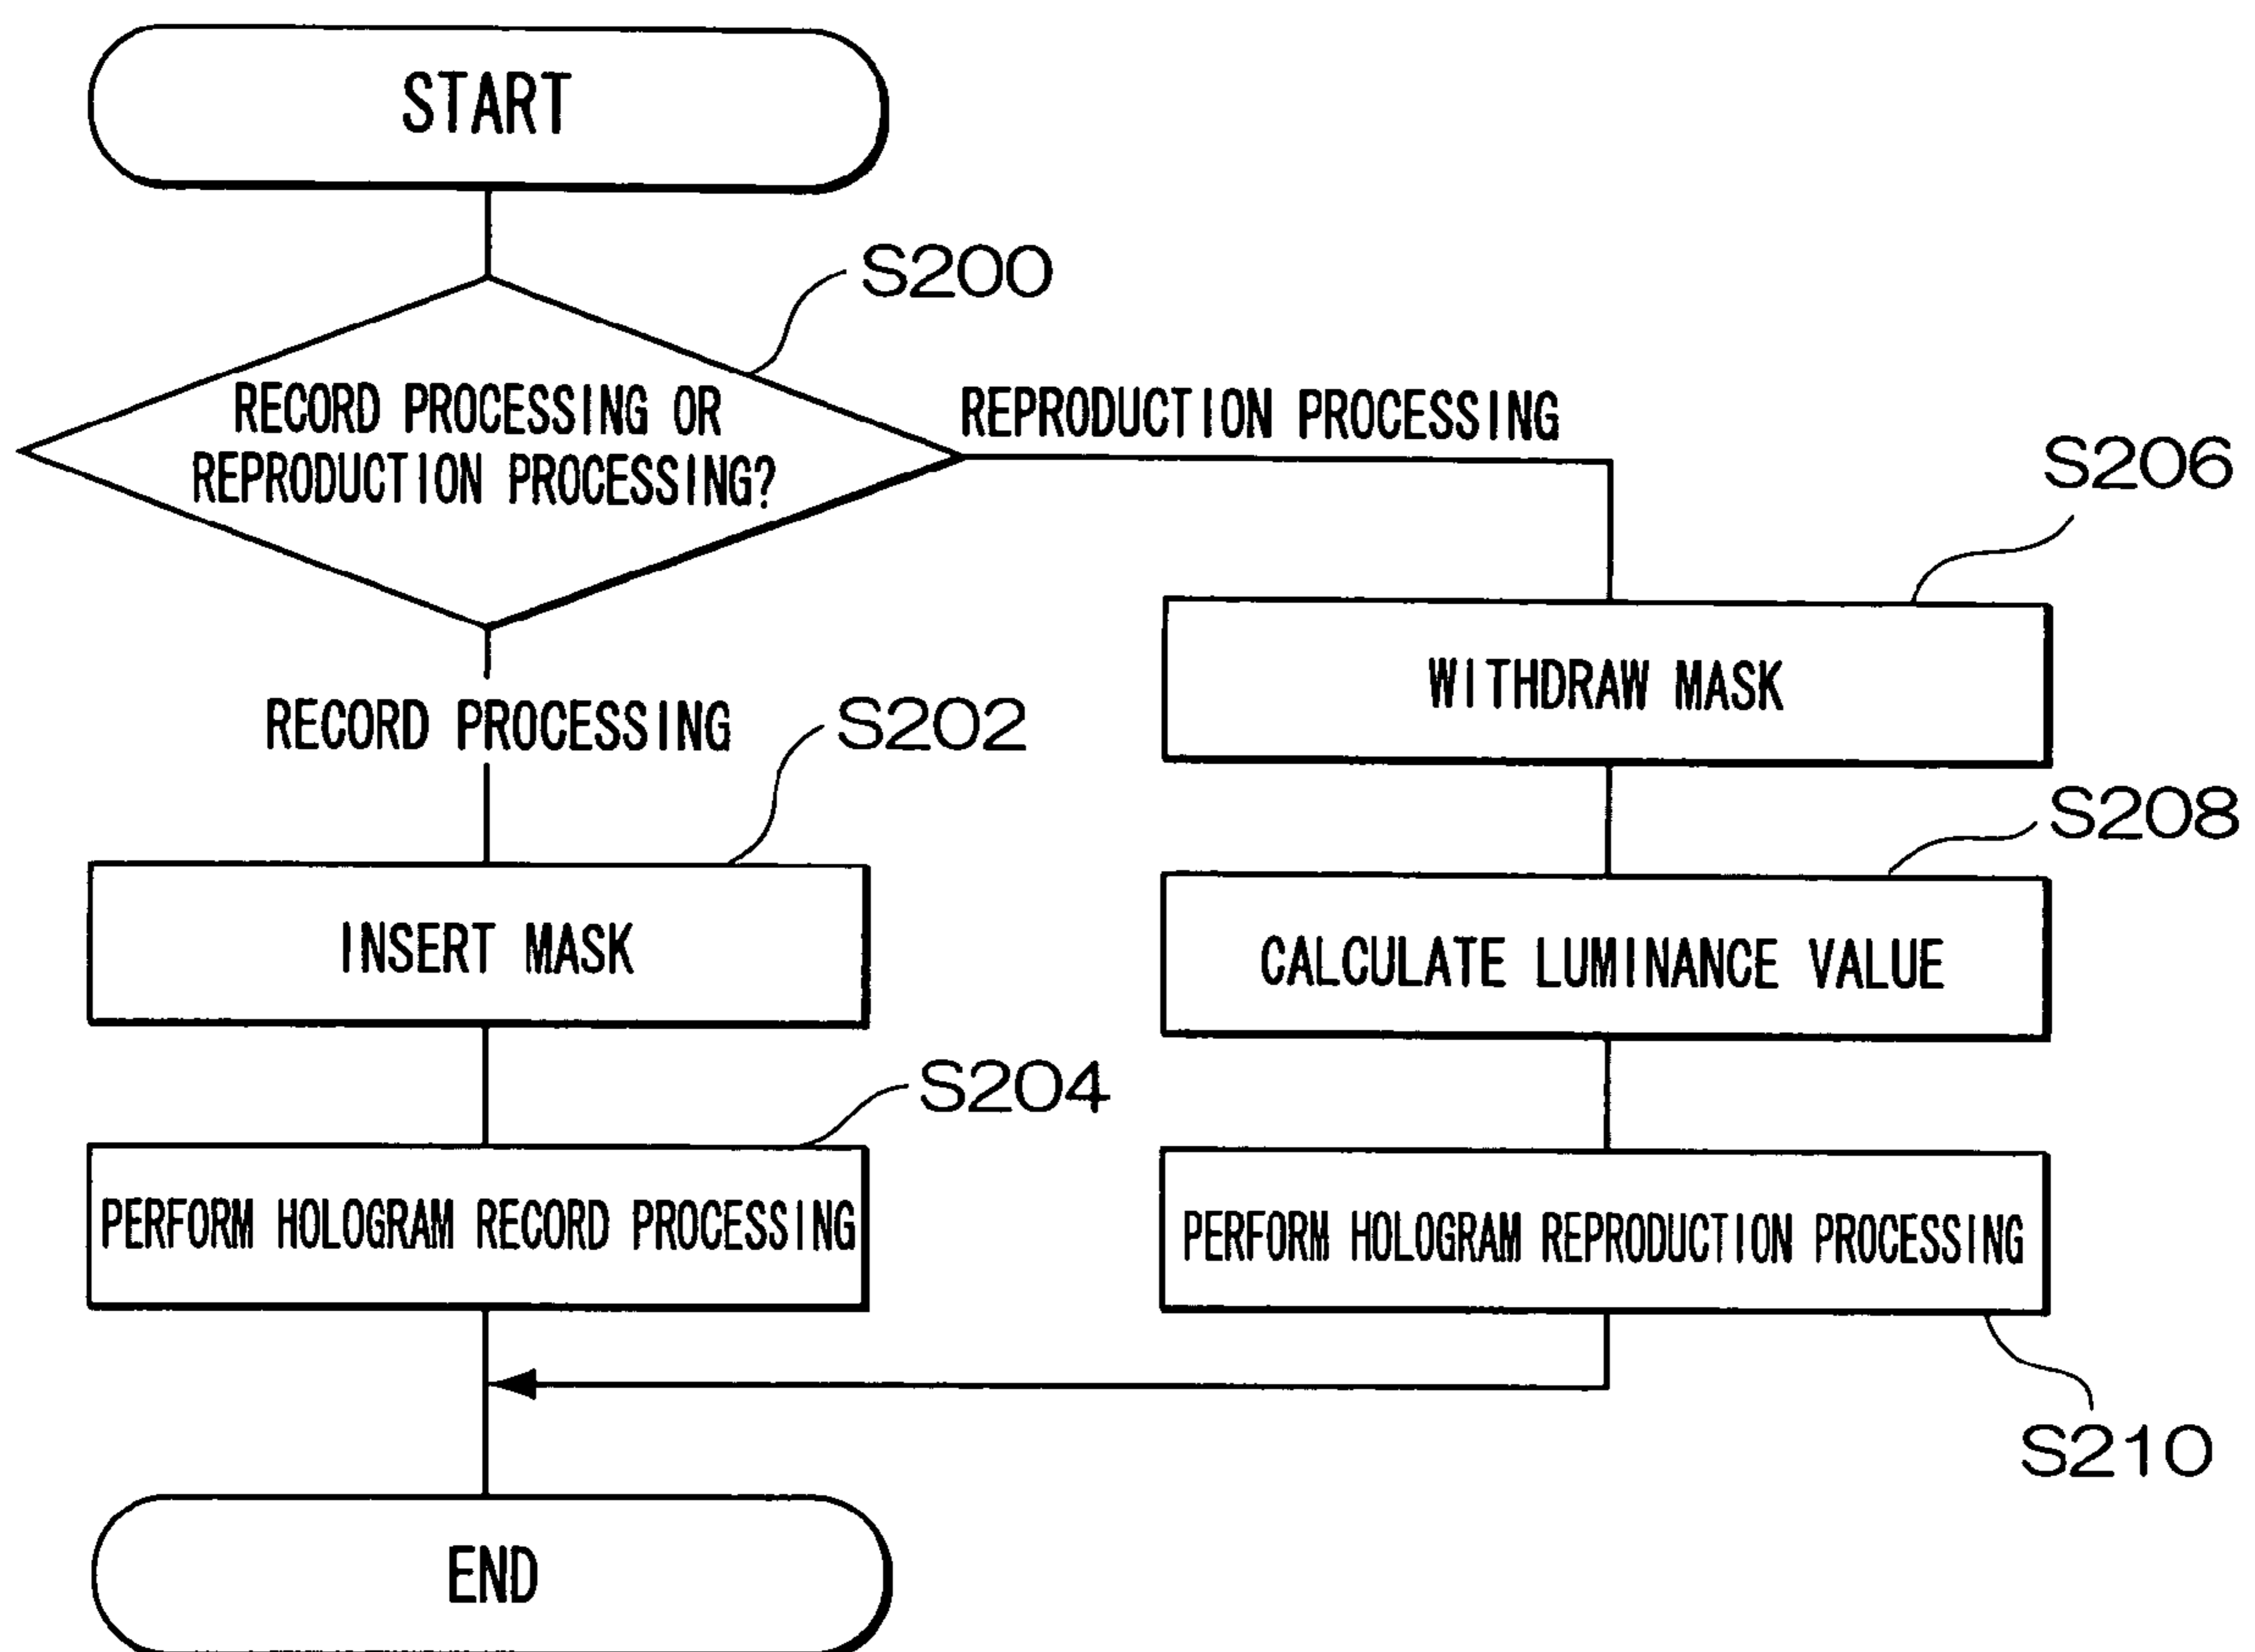 START
S200
RECORD PROCESSING OR
REPRODUCTION PROCESSING?
REPRODUCTION PROCESSING
S206
WITHDRAW MASK
RECORD PROCESSING
S202
S208
INSERT MASK
CALCULATE LUMINANCE VALUE
S204
PERFORM HOLOGRAM RECORD PROCESSING
PERFORM HOLOGRAM REPRODUCTION PROCESSING
S210
END